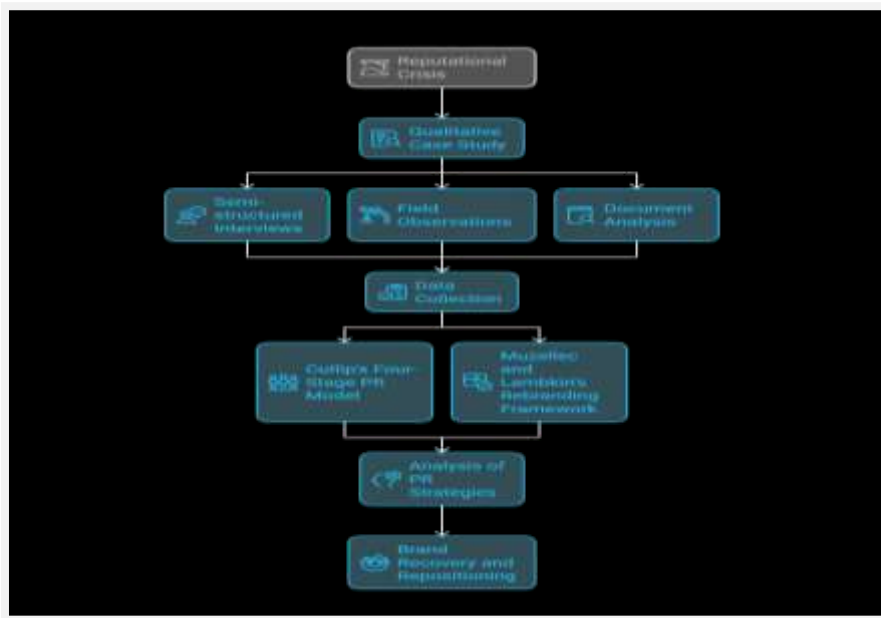 Reputational
Crisis
Qualitative
Case Study
Semi-
structured
Interviews
Field
Observations
Document
Analysis
Data
Collection
Cutlip's Four-
Stage PR
Model
Muzellec
and
Lambkin's
Rebranding
Framework
Analysis of
PR
Strategies
Brand
Recovery and
Repositioning